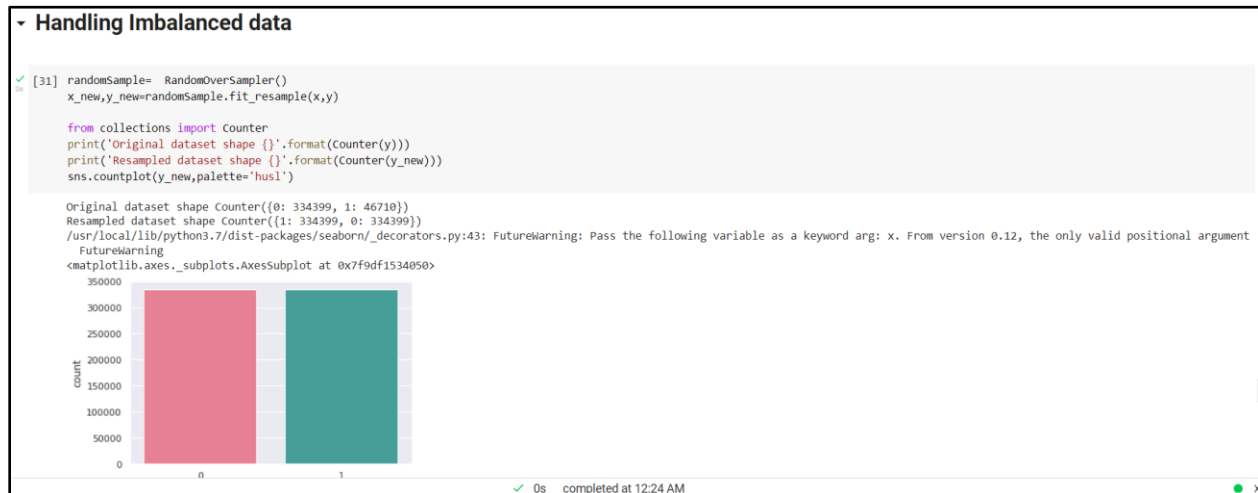 Handling Imbalanced data
[31] randomSample= RandomOverSampler()
0s
x_new,y_new=randomSample.fit_resample(x,y)
from collections import Counter
print('Original dataset shape {}'.format(Counter(y)))
print('Resampled dataset shape {}'.format(Counter(y_new)))
sns.countplot(y_new,palette='husl')
Original dataset shape Counter({0: 334399, 1: 46710})
Resampled dataset shape Counter({1: 334399, 0: 334399})
/usr/local/lib/python3.7/dist-packages/seaborn/_decorators.py:43: FutureWarning: Pass the following variable as a keyword arg: x. From version 0.12, the only valid positional argument
FutureWarning
<matplotlib.axes._subplots.AxesSubplot at 0x7f9df1534050>
350000
300000
250000
200000
150000
100000
50000
0
count
0 1
0s completed at 12:24 AM